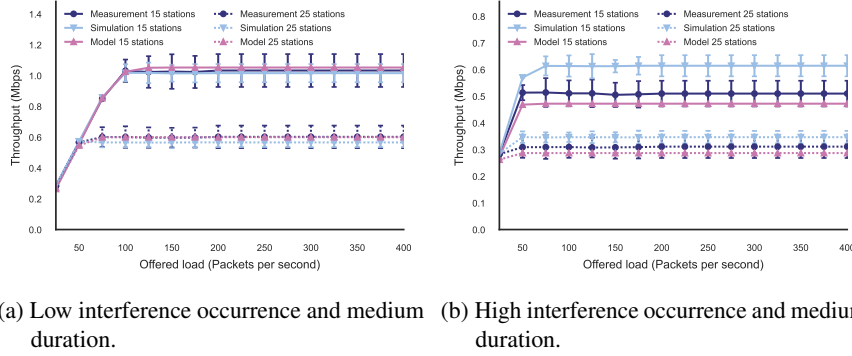 1.4
1.2
1.0
0.8
0.6
0.4
0.2
0.0
Throughput (Mbps)
Measurement 15 stations
Simulation 15 stations
Model 15 stations
Measurement 25 stations
Simulation 25 stations
Model 25 stations
50 100 150 200 250 300 350 400
Offered load (Packets per second)
0.8
0.7
0.6
0.5
0.4
0.3
0.2
0.1
0.0
Throughput (Mbps)
Measurement 15 stations
Simulation 15 stations
Model 15 stations
Measurement 25 stations
Simulation 25 stations
Model 25 stations
50 100 150 200 250 300 350 400
Offered load (Packets per second)
a) Low interference occurrence and medium
duration.
(b) High interference occurrence and mediu
duration.